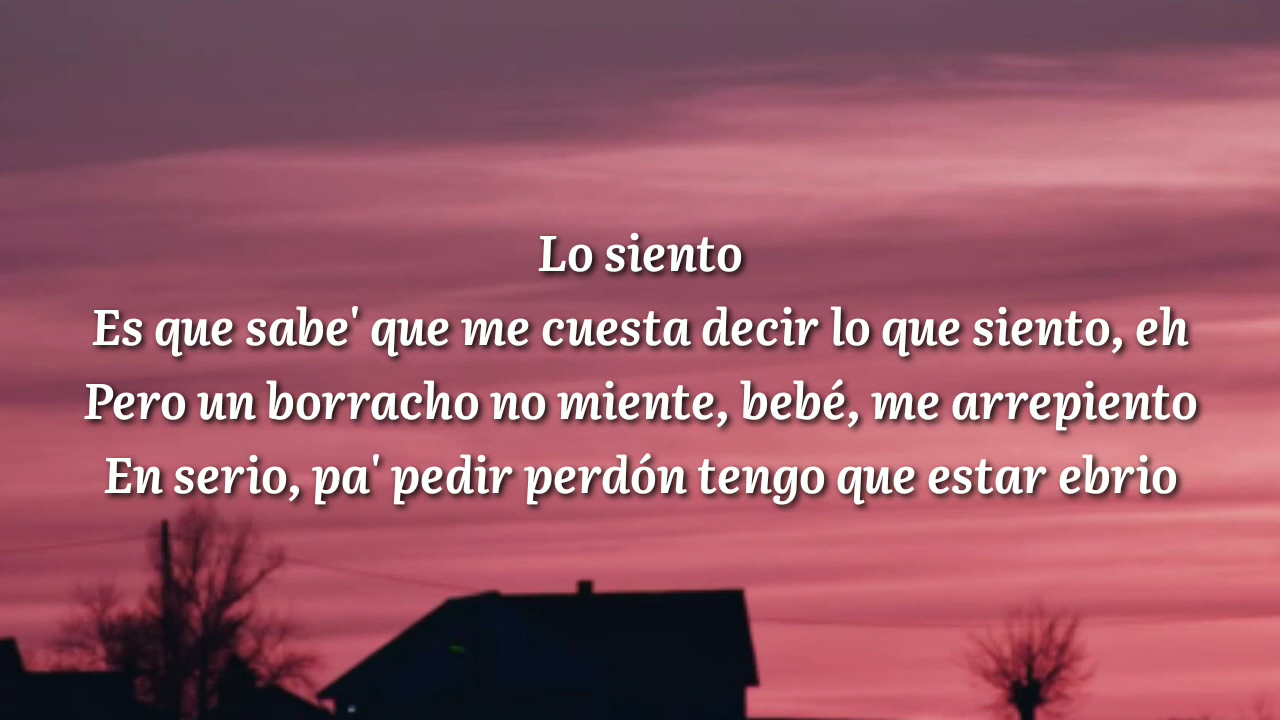 Lo siento
Es que sabe' que me cuesta decir lo que siento, eh
Pero un borracho no miente, bebé, me arrepiento
En serio, pa' pedir perdón tengo que estar ebrio